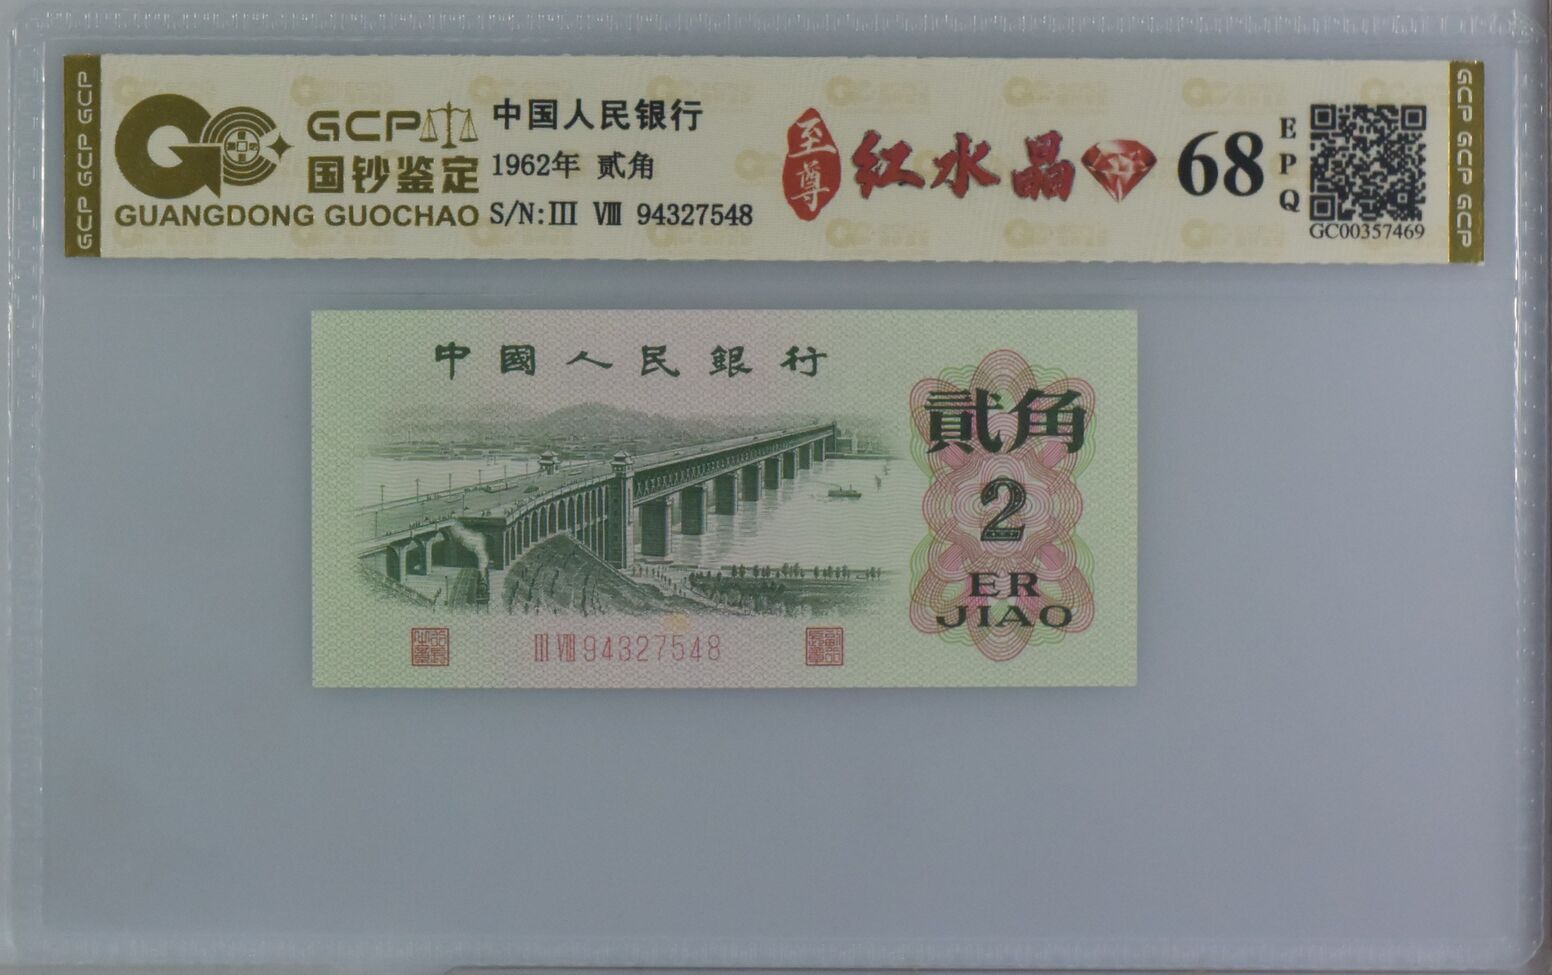 GCP GCP GCP
GCP
国钞鉴定
GUANGDONG GUOCHAO
中国人民银行
1962年 贰角
S/N:III VIII 94327548
至尊
红水晶
68
EPQ
GC00357469
GCP GCP GCP
中國人民銀行
貳角
2
ER
JIAO
III VIII 94327548